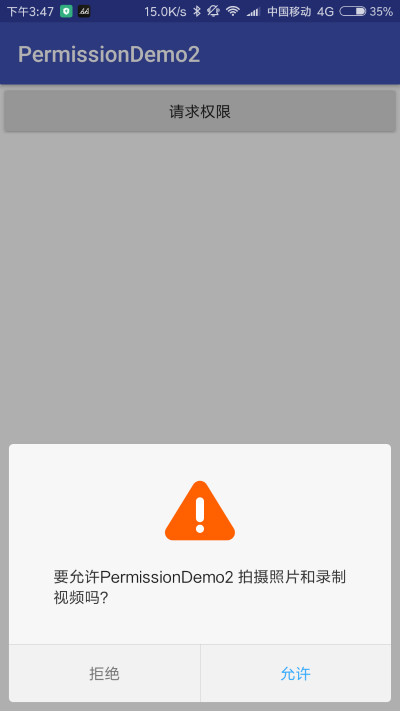 下午3:47 15.0K/s 中国移动 4G 35%
PermissionDemo2
请求权限
要允许PermissionDemo2 拍摄照片和录制
视频吗?
拒绝 允许